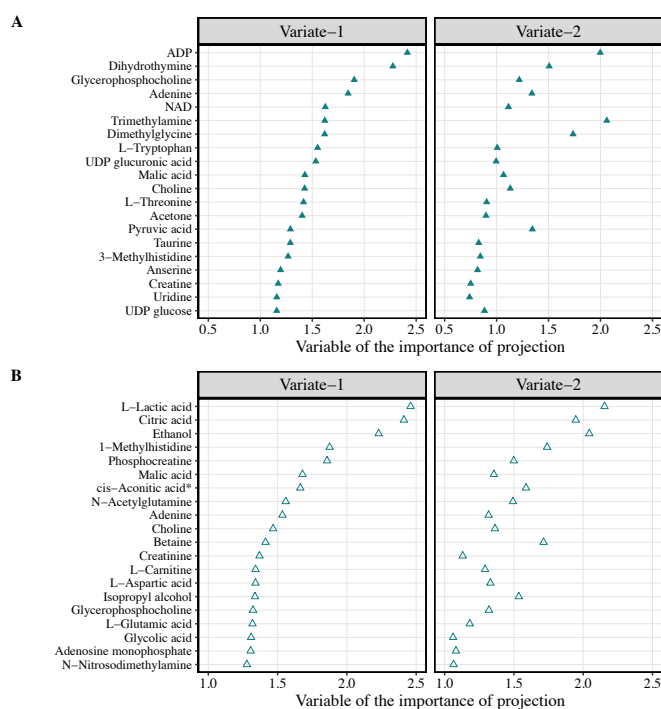 A
Variate−1 Variate−2
ADP
Dihydrothymine
Glycerophosphocholine
Adenine
NAD
Trimethylamine
Dimethylglycine
L−Tryptophan
UDP glucuronic acid
Malic acid
Choline
L−Threonine
Acetone
Pyruvic acid
Taurine
3−Methylhistidine
Anserine
Creatine
Uridine
UDP glucose
0.5 1.0 1.5 2.0 2.5 0.5 1.0 1.5 2.0 2.5
Variable of the importance of projection
B
Variate−1 Variate−2
L−Lactic acid
Citric acid
Ethanol
1−Methylhistidine
Phosphocreatine
Malic acid
cis−Aconitic acid*
N−Acetylglutamine
Adenine
Choline
Betaine
Creatinine
L−Carnitine
L−Aspartic acid
Isopropyl alcohol
Glycerophosphocholine
L−Glutamic acid
Glycolic acid
Adenosine monophosphate
N−Nitrosodimethylamine
1.0 1.5 2.0 2.5 1.0 1.5 2.0 2.5
Variable of the importance of projection